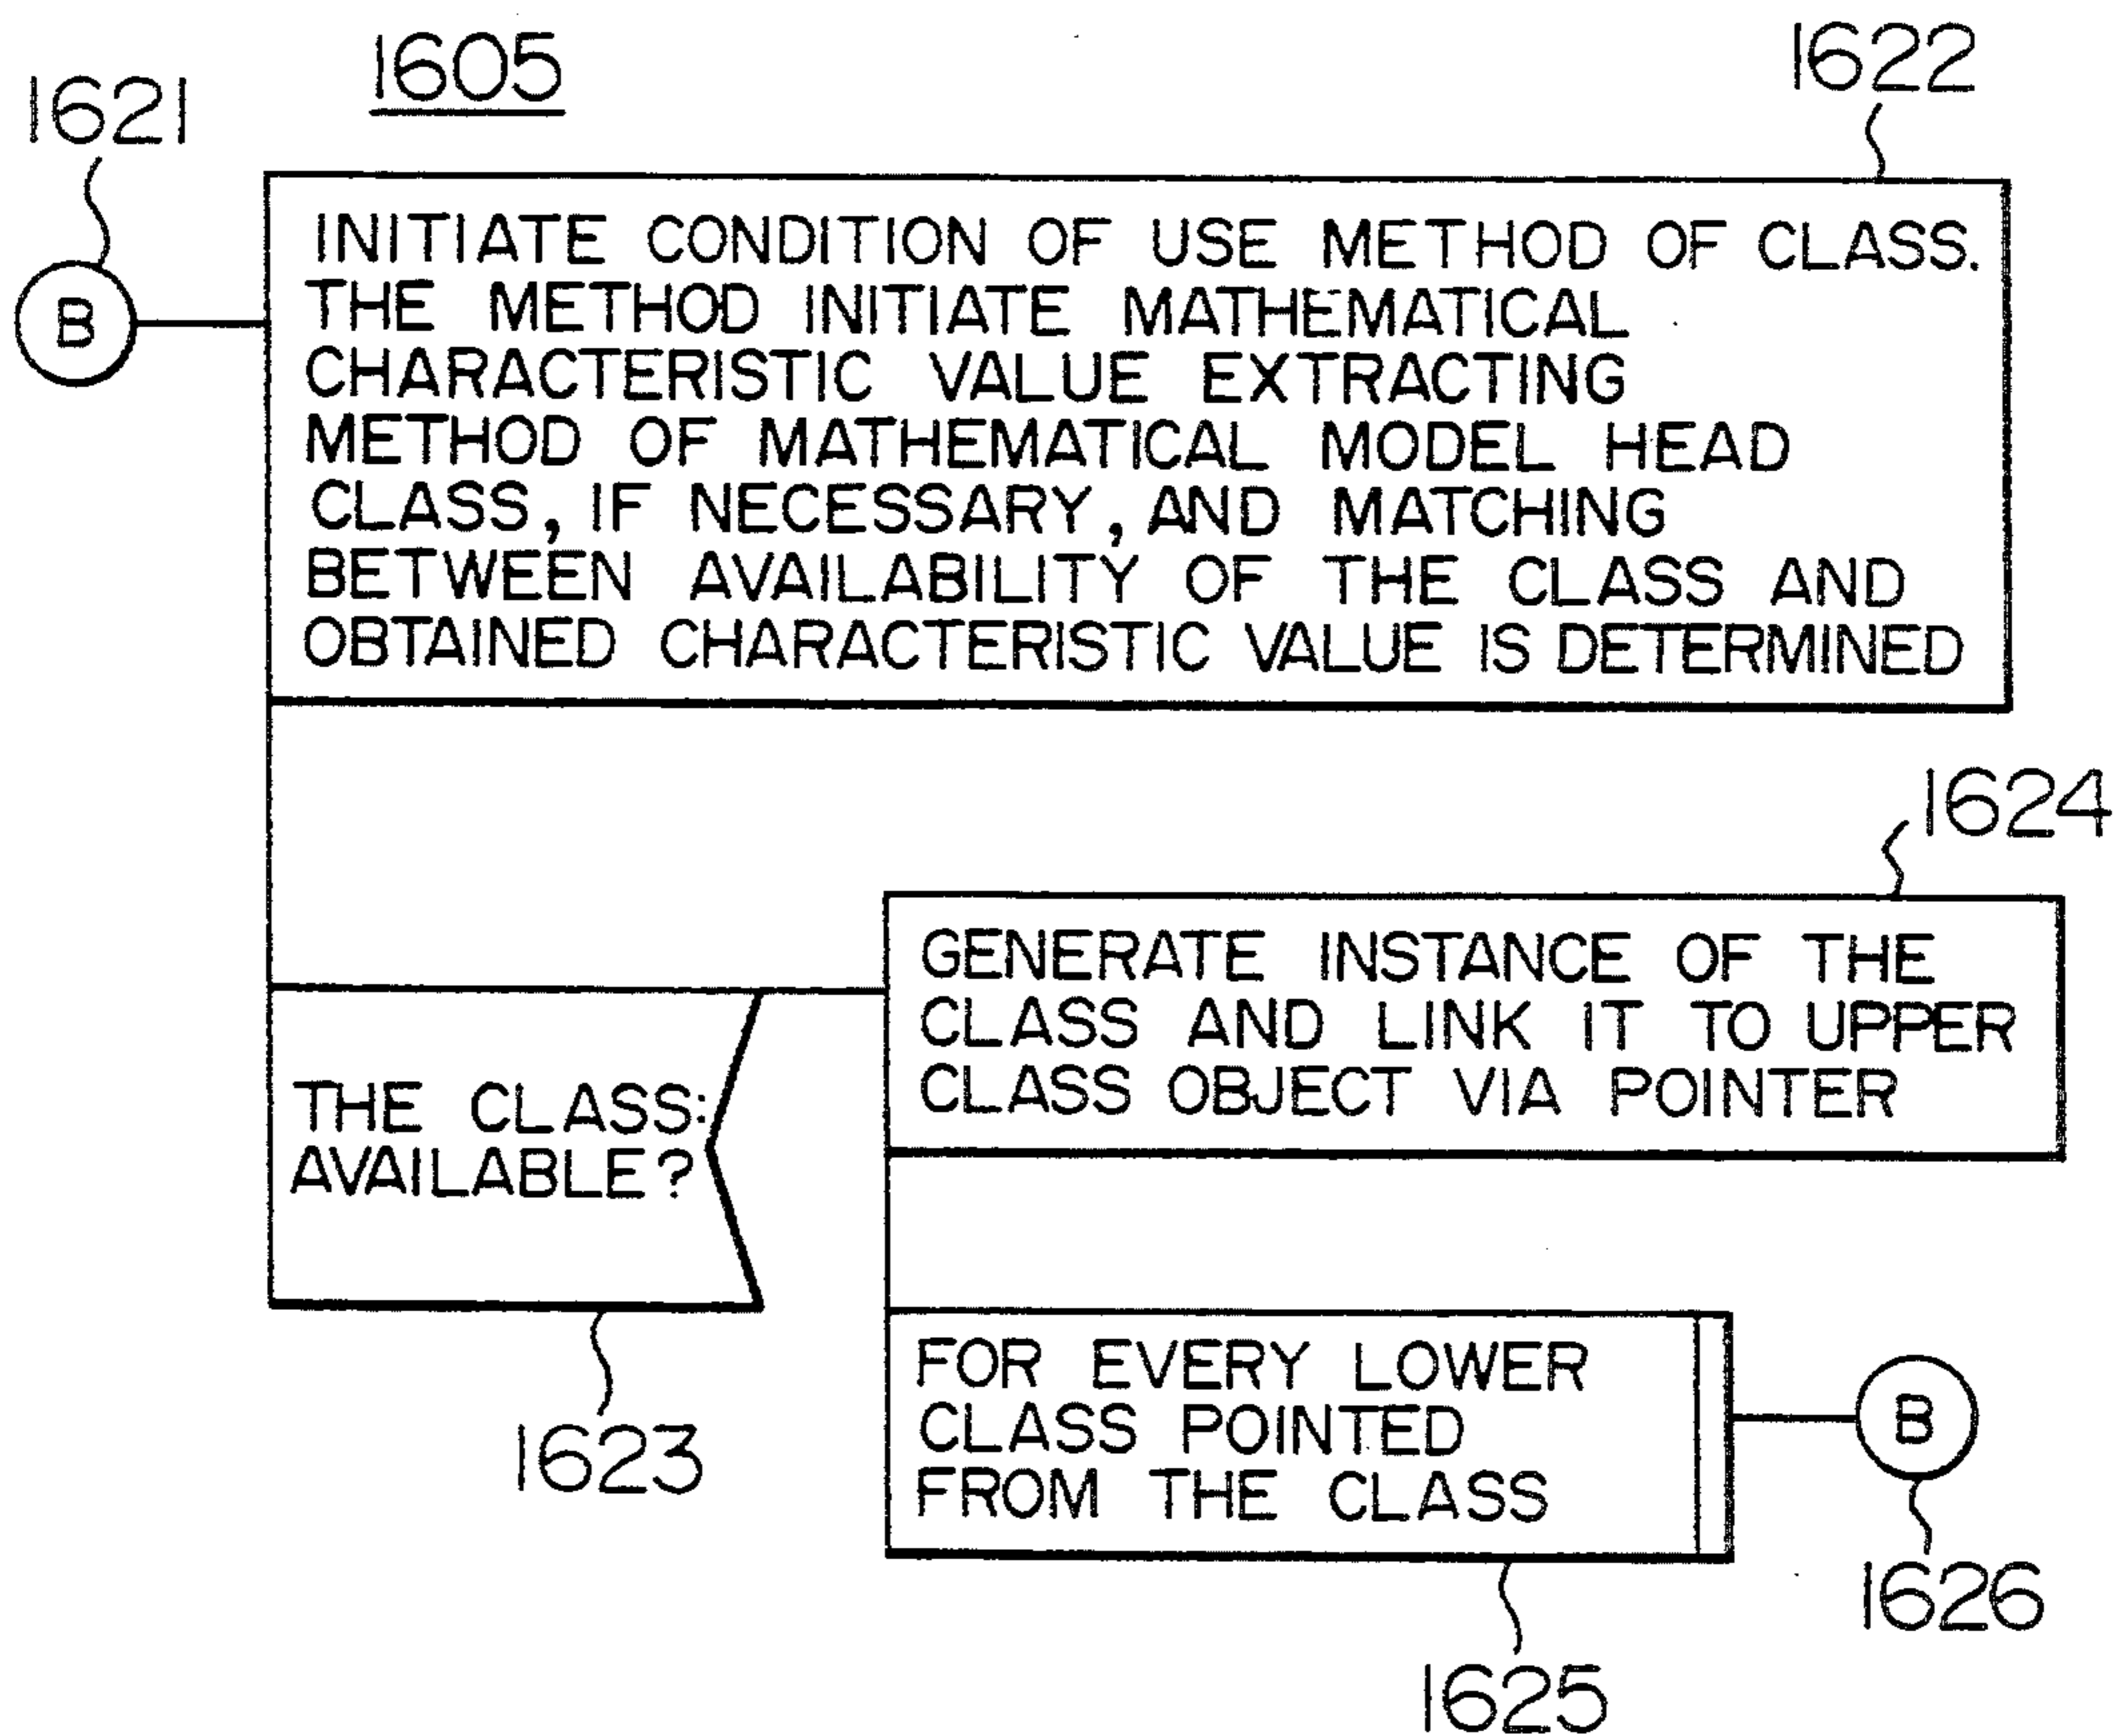 1605
1622
1621
B
INITIATE CONDITION OF USE METHOD OF CLASS.
THE METHOD INITIATE MATHEMATICAL
CHARACTERISTIC VALUE EXTRACTING
METHOD OF MATHEMATICAL MODEL HEAD
CLASS, IF NECESSARY, AND MATCHING
BETWEEN AVAILABILITY OF THE CLASS AND
OBTAINED CHARACTERISTIC VALUE IS DETERMINED
1624
GENERATE INSTANCE OF THE
CLASS AND LINK IT TO UPPER
CLASS OBJECT VIA POINTER
THE CLASS:
AVAILABLE?
1623
FOR EVERY LOWER
CLASS POINTED
FROM THE CLASS
B
1626
1625